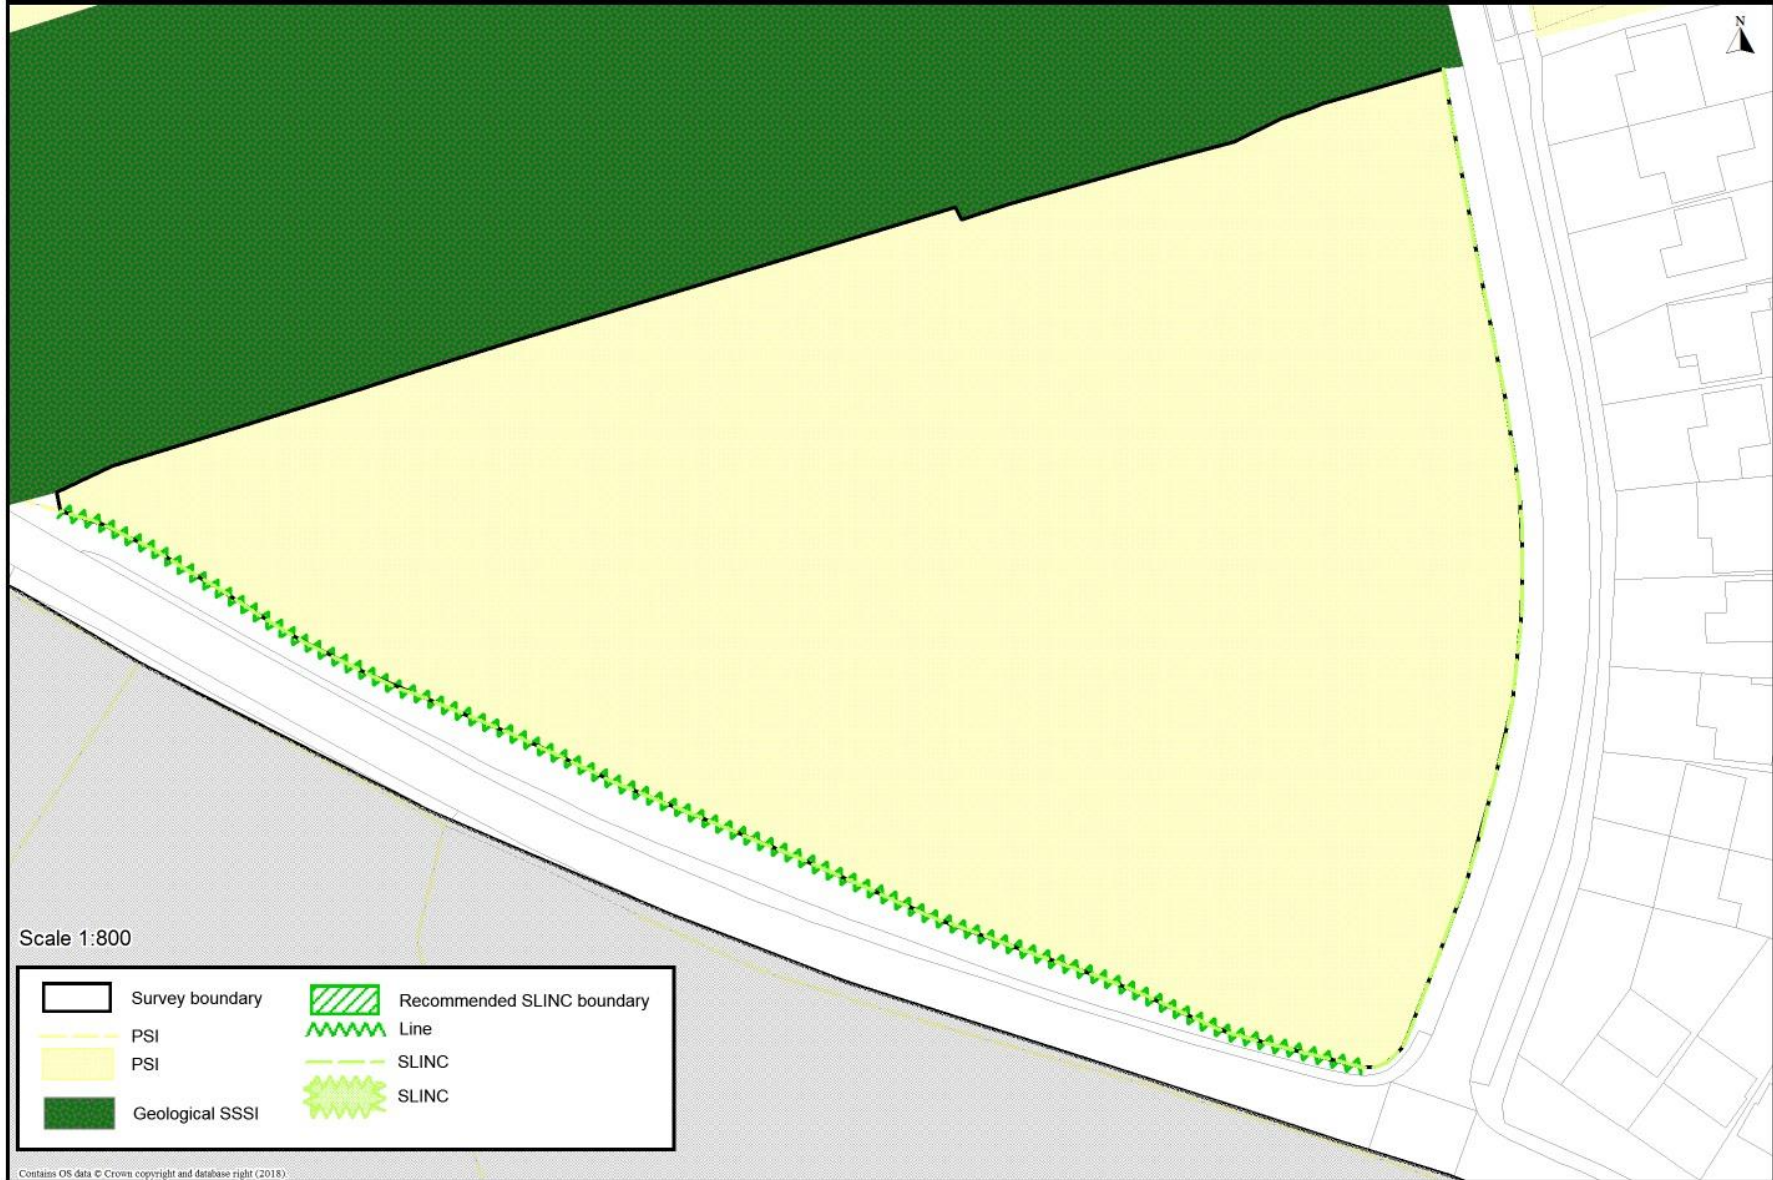 N
Scale 1:800
Survey boundary
PSI
PSI
Geological SSSI
Recommended SLINC boundary
Line
SLINC
SLINC
Contains OS data © Crown copyright and database right (2018)